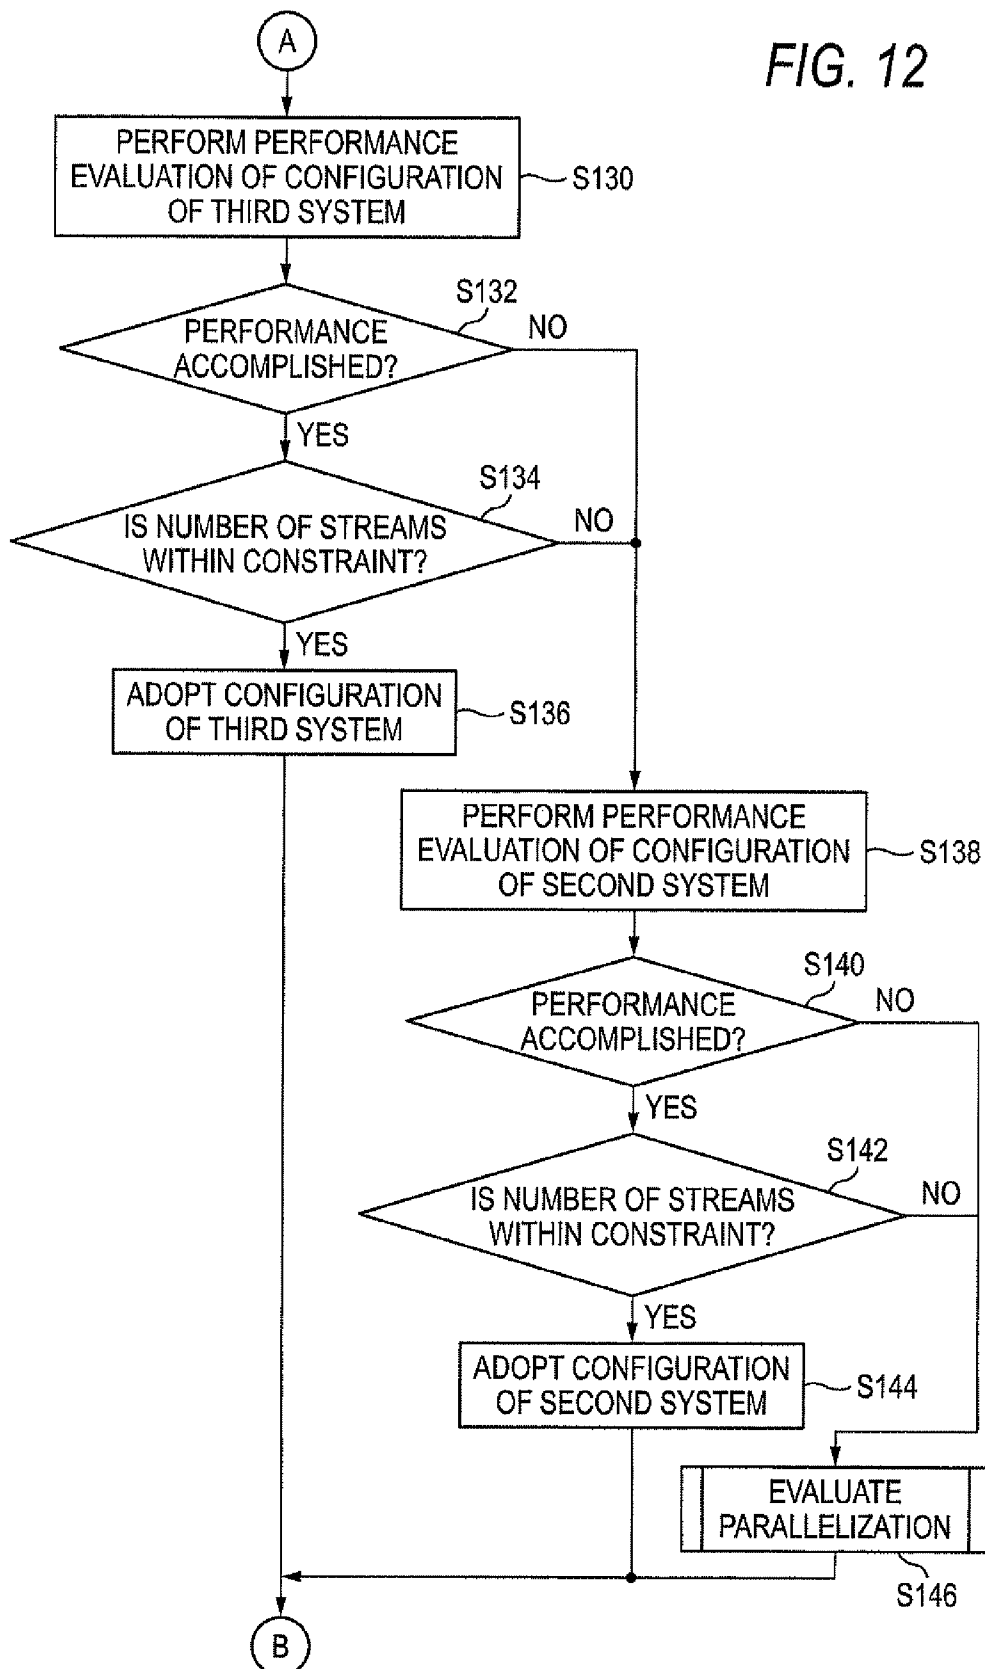 A
FIG. 12
PERFORM PERFORMANCE
EVALUATION OF CONFIGURATION
OF THIRD SYSTEM
S130
S132
PERFORMANCE
ACCOMPLISHED?
NO
YES
S134
IS NUMBER OF STREAMS
WITHIN CONSTRAINT?
NO
YES
ADOPT CONFIGURATION
OF THIRD SYSTEM
S136
PERFORM PERFORMANCE
EVALUATION OF CONFIGURATION
OF SECOND SYSTEM
S138
S140
PERFORMANCE
ACCOMPLISHED?
NO
YES
S142
IS NUMBER OF STREAMS
WITHIN CONSTRAINT?
NO
YES
ADOPT CONFIGURATION
OF SECOND SYSTEM
S144
EVALUATE
PARALLELIZATION
S146
B